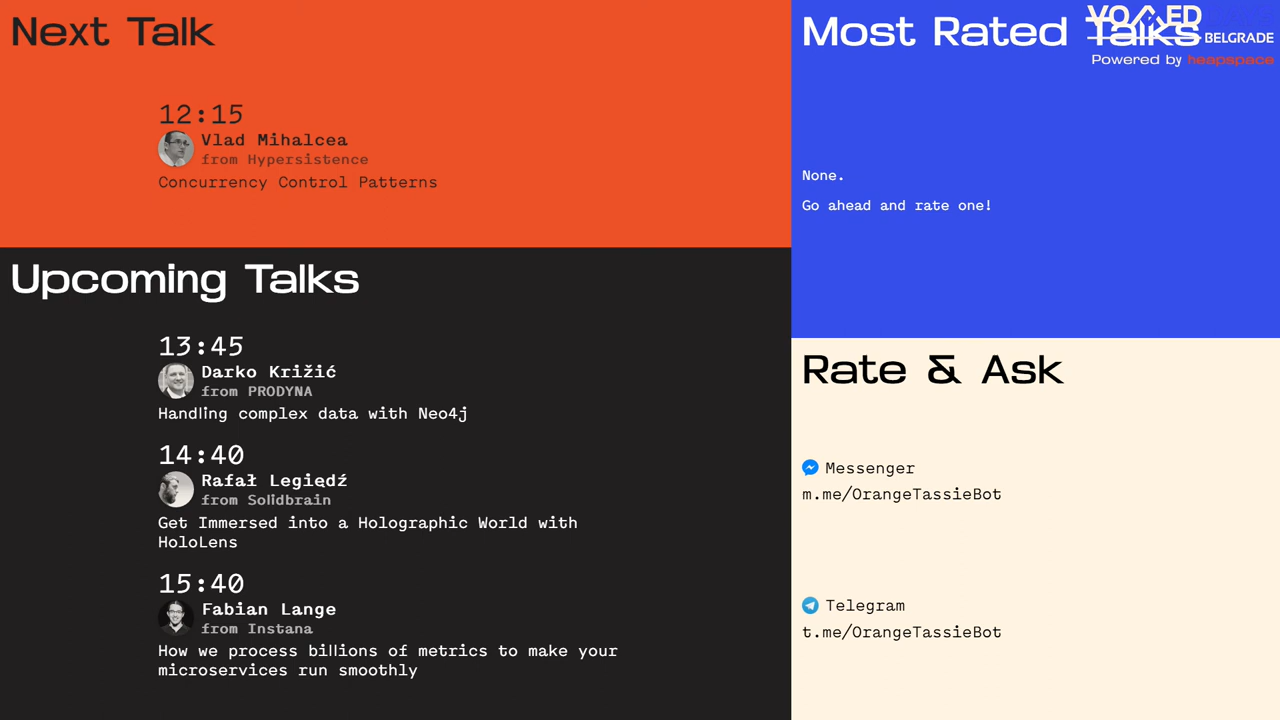 Next Talk
12:15
Vlad Mihalcea
from Hypersistence
Concurrency Control Patterns
Upcoming Talks
13:45
Darko Križić
from PRODYNA
Handling complex data with Neo4j
14:40
Rafał Legiędź
from Solidbrain
Get Immersed into a Holographic World with
HoloLens
15:40
Fabian Lange
from Instana
How we process billions of metrics to make your
microservices run smoothly
Most Rated Talks
BELGRADE
Powered by heapspace
None.
Go ahead and rate one!
Rate & Ask
Messenger
m.me/OrangeTassieBot
Telegram
t.me/OrangeTassieBot